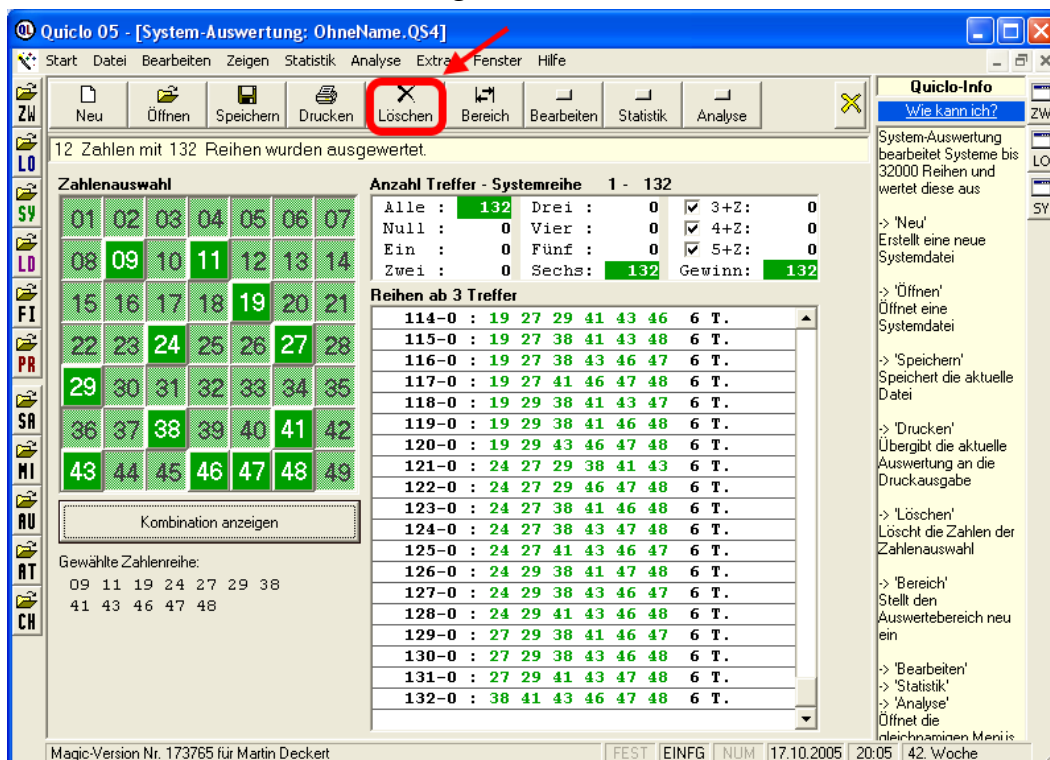 Quiclo 05 - [System-Auswertung: OhneName.QS4]
Start Datei Bearbeiten Zeigen Statistik Analyse Extra Fenster Hilfe
Neu Öffnen Speichern Drucken Löschen Bereich Bearbeiten Statistik Analyse
12 Zahlen mit 132 Reihen wurden ausgewertet.
ZW
LO
SY
LD
FI
PR
SA
MI
AU
AT
CH
Zahlenauswahl
01 02 03 04 05 06 07
08 09 10 11 12 13 14
15 16 17 18 19 20 21
22 23 24 25 26 27 28
29 30 31 32 33 34 35
36 37 38 39 40 41 42
43 44 45 46 47 48 49
Kombination anzeigen
Gewählte Zahlenreihe:
09 11 19 24 27 29 38
41 43 46 47 48
Anzahl Treffer - Systemreihe 1 - 132
Alle : 132 Drei : 0 3+Z: 0
Null : 0 Vier : 0 4+Z: 0
Ein : 0 Fünf : 0 5+Z: 0
Zwei : 0 Sechs: 132 Gewinn: 132
Reihen ab 3 Treffer
114-0 : 19 27 29 41 43 46 6 T.
115-0 : 19 27 38 41 43 48 6 T.
116-0 : 19 27 38 43 46 47 6 T.
117-0 : 19 27 41 46 47 48 6 T.
118-0 : 19 29 38 41 43 47 6 T.
119-0 : 19 29 38 41 46 48 6 T.
120-0 : 19 29 43 46 47 48 6 T.
121-0 : 24 27 29 38 41 43 6 T.
122-0 : 24 27 29 46 47 48 6 T.
123-0 : 24 27 38 41 46 48 6 T.
124-0 : 24 27 38 43 47 48 6 T.
125-0 : 24 27 41 43 46 47 6 T.
126-0 : 24 29 38 41 47 48 6 T.
127-0 : 24 29 38 43 46 47 6 T.
128-0 : 24 29 41 43 46 48 6 T.
129-0 : 27 29 38 41 46 47 6 T.
130-0 : 27 29 38 43 46 48 6 T.
131-0 : 27 29 41 43 47 48 6 T.
132-0 : 38 41 43 46 47 48 6 T.
Quiclo-Info
Wie kann ich?
System-Auswertung
bearbeitet Systeme bis
32000 Reihen und
wertet diese aus
-> 'Neu'
Erstellt eine neue
Systemdatei
-> 'Öffnen'
Öffnet eine
Systemdatei
-> 'Speichern'
Speichert die aktuelle
Datei
-> 'Drucken'
Übergibt die aktuelle
Auswertung an die
Druckausgabe
-> 'Löschen'
Löscht die Zahlen der
Zahlenauswahl
-> 'Bereich'
Stellt den
Auswertebereich neu
ein
-> 'Bearbeiten'
-> 'Statistik'
-> 'Analyse'
Öffnet die
gleichnamigen Menüs
ZW
LO
SY
Magic-Version Nr. 173765 für Martin Deckert FEST EINFG NUM 17.10.2005 20:05 42. Woche